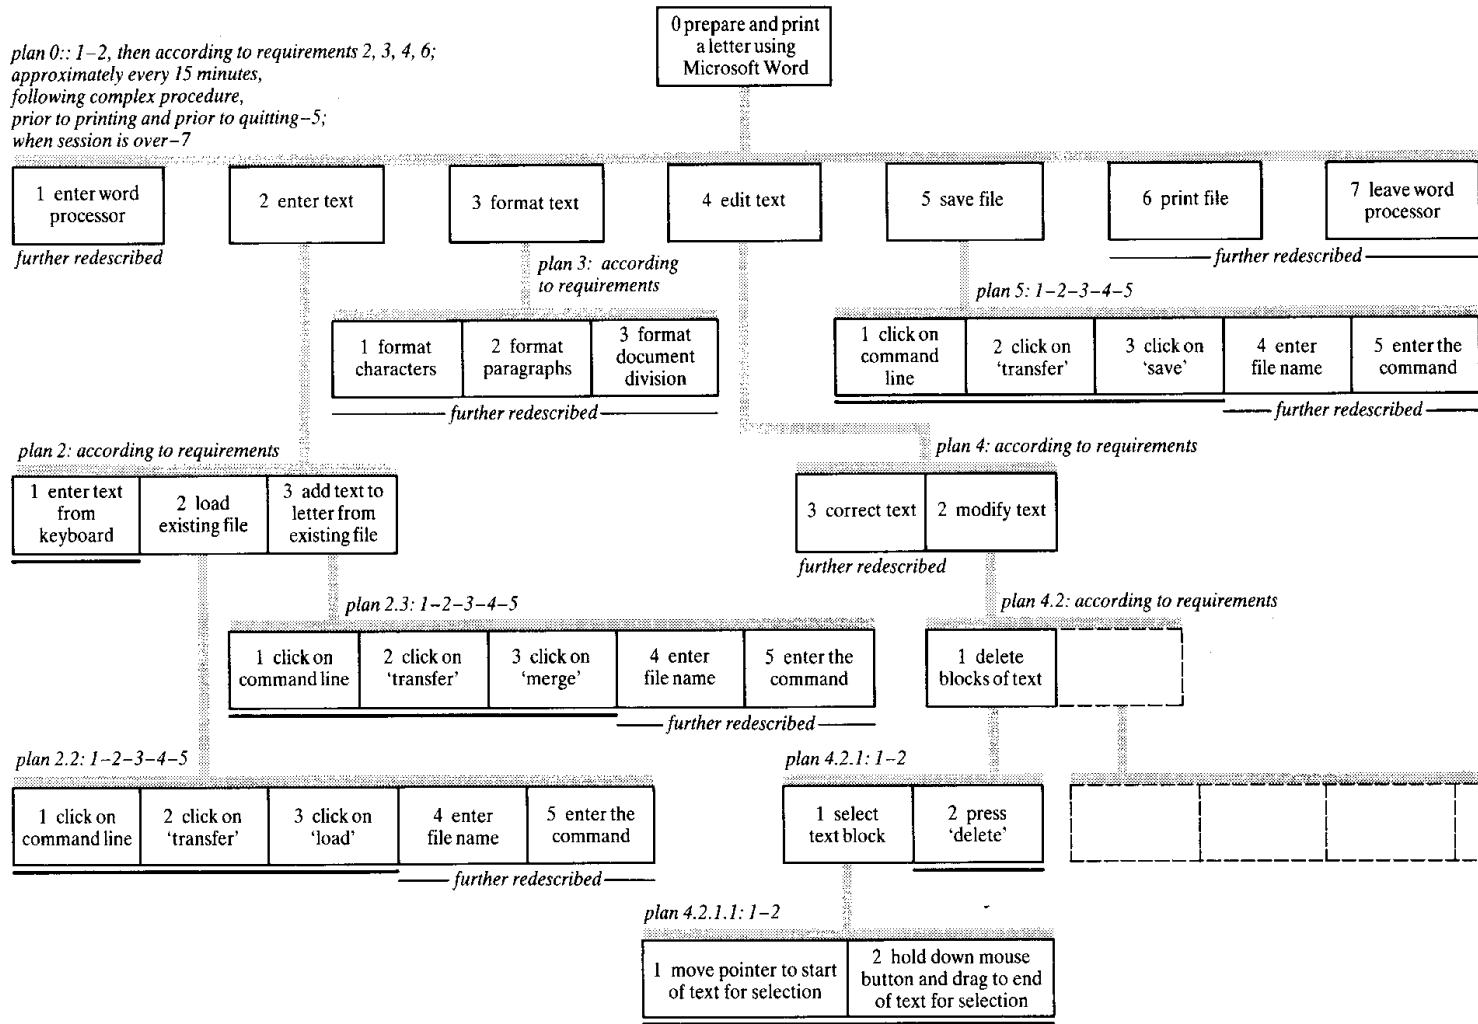 0 prepare and print
a letter using
Microsoft Word
plan 0:: 1–2, then according to requirements 2, 3, 4, 6;
approximately every 15 minutes,
following complex procedure,
prior to printing and prior to quitting–5;
when session is over–7
1 enter word
processor
2 enter text
3 format text
4 edit text
5 save file
6 print file
7 leave word
processor
further redescribed
further redescribed
plan 3: according
to requirements
plan 5: 1–2–3–4–5
1 format
characters
2 format
paragraphs
3 format
document
division
1 click on
command
line
2 click on
‘transfer’
3 click on
‘save’
4 enter
file name
5 enter the
command
further redescribed
further redescribed
plan 2: according to requirements
plan 4: according to requirements
1 enter text
from
keyboard
2 load
existing file
3 add text to
letter from
existing file
3 correct text
2 modify text
further redescribed
plan 2.3: 1–2–3–4–5
plan 4.2: according to requirements
1 click on
command line
2 click on
‘transfer’
3 click on
‘merge’
4 enter
file name
5 enter the
command
1 delete
blocks of text
further redescribed
plan 2.2: 1–2–3–4–5
plan 4.2.1: 1–2
1 click on
command line
2 click on
‘transfer’
3 click on
‘load’
4 enter
file name
5 enter the
command
1 select
text block
2 press
‘delete’
further redescribed
plan 4.2.1.1: 1–2
1 move pointer to start
of text for selection
2 hold down mouse
button and drag to end
of text for selection